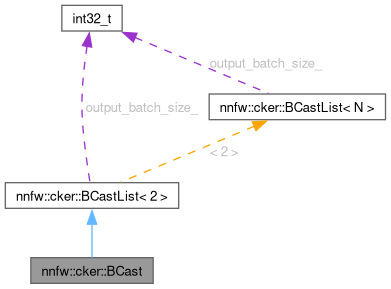 int32_t
output_batch_size_
nnfw::cker::BCastList< N >
output_batch_size_
< 2 >
nnfw::cker::BCastList< 2 >
nnfw::cker::BCast